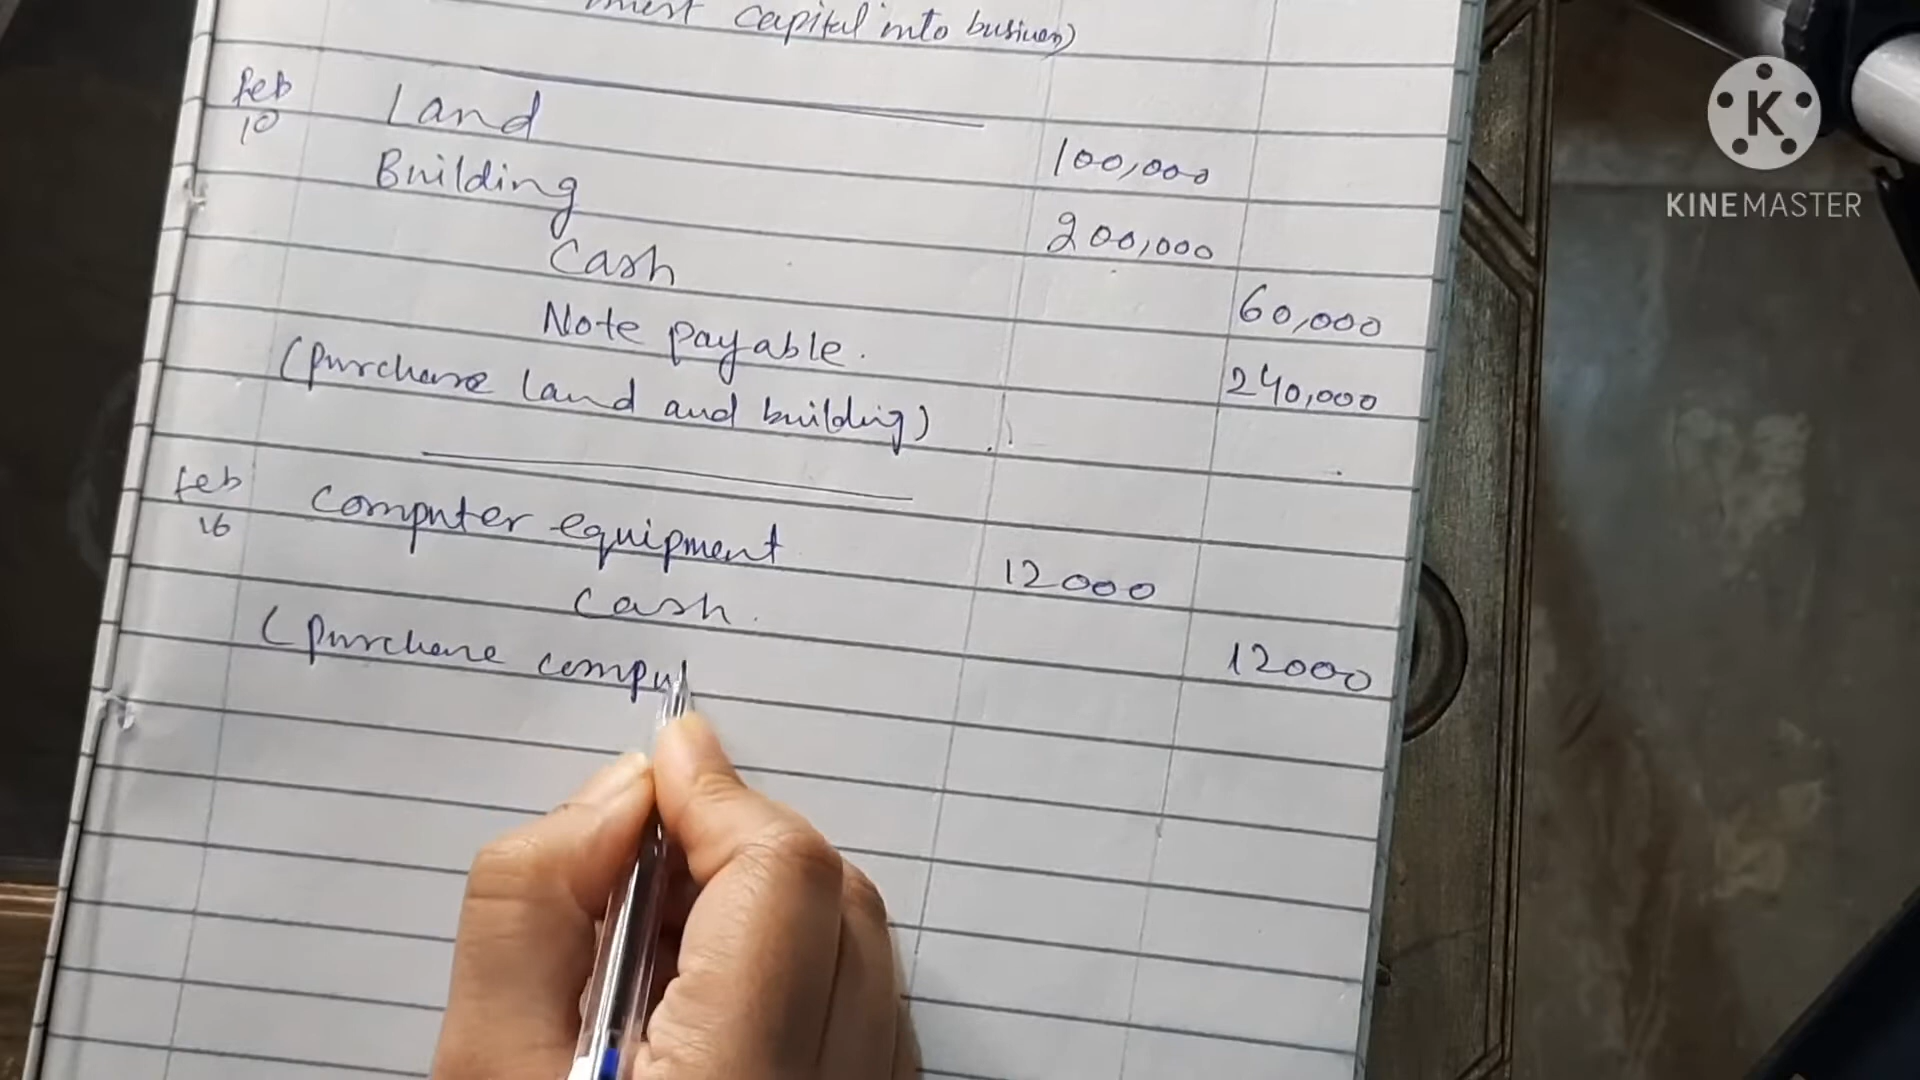 invest capital into business)
Feb
10 Land 100,000
Building 200,000
Cash 60,000
Note payable. 240,000
(purchase land and building)
feb
16 Computer equipment 12000
Cash. 12000
(purchase compu
K
KINEMASTER